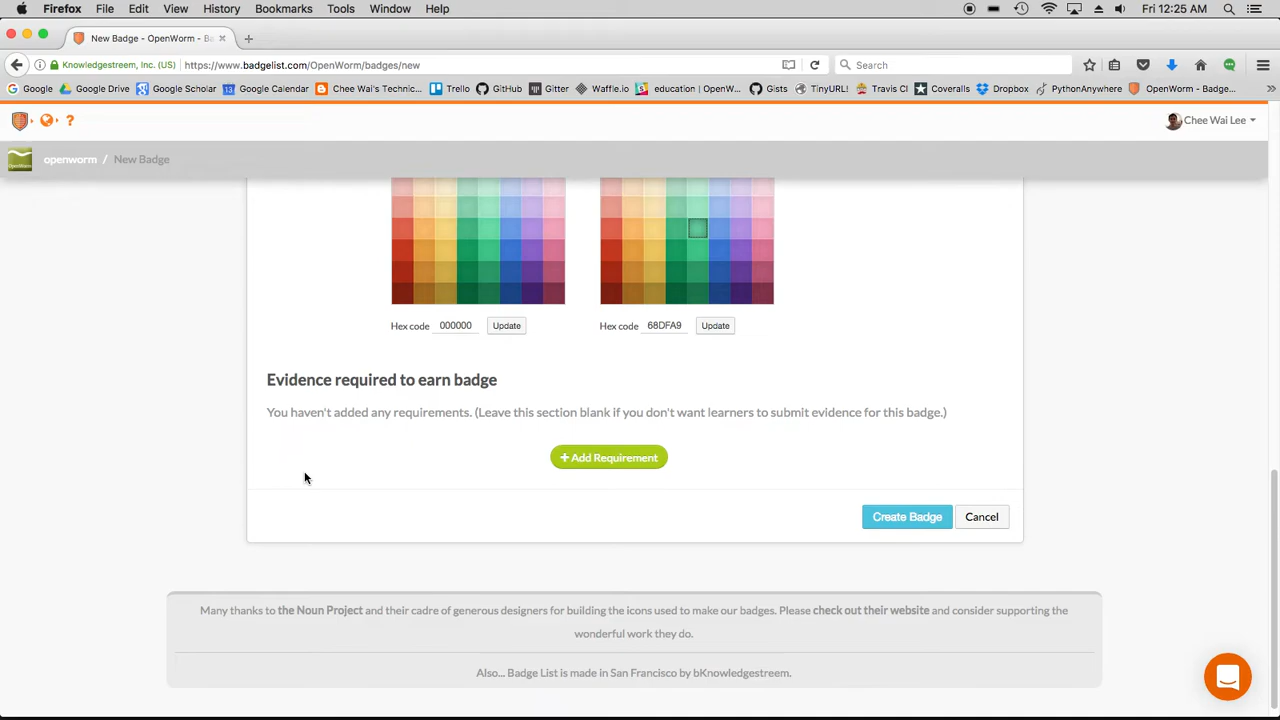 Firefox File Edit View History Bookmarks Tools Window Help Fri 12:25 AM
New Badge - OpenWorm - Ba
Knowledgestreem, Inc. (US) https://www.badgelist.com/OpenWorm/badges/new Search
Google Google Drive Google Scholar Google Calendar Chee Wai's Technic... Trello GitHub Gitter Waffle.io education | OpenW... Gists TinyURL! Travis CI Coveralls Dropbox PythonAnywhere OpenWorm - Badge...
? Chee Wai Lee
openworm / New Badge
Hex code 000000 Update Hex code 68DFA9 Update
Evidence required to earn badge
You haven't added any requirements. (Leave this section blank if you don't want learners to submit evidence for this badge.)
+ Add Requirement
Create Badge Cancel
Many thanks to the Noun Project and their cadre of generous designers for building the icons used to make our badges. Please check out their website and consider supporting the
wonderful work they do.
Also... Badge List is made in San Francisco by bKnowledgestreem.